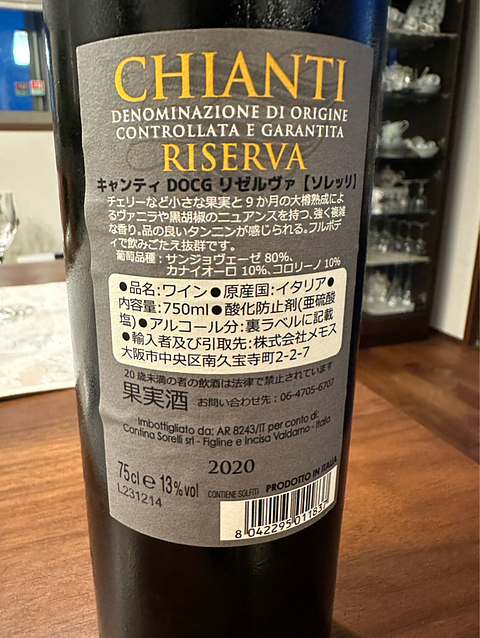 CHIANTI
DENOMINAZIONE DI ORIGINE
CONTROLLATA E GARANTITA
RISERVA
キャンティ DOCG リゼルヴァ【ソレッリ】
チェリーなど小さな果実と9か月の大樽熟成によ
るヴァニラや黒胡椒のニュアンスを持つ、強く複雑
な香り。品の良いタンニンが感じられる。フルボデ
ィで飲みごたえ抜群です。
葡萄品種：サンジョヴェーゼ 80%、
カナイオーロ 10%、コロリーノ 10%
●品名:ワイン●原産国:イタリア●
内容量:750ml●酸化防止剤(亜硫酸
塩)●アルコール分:裏ラベルに記載
●輸入者及び引取先:株式会社メモス
大阪市中央区南久宝寺町2-2-7
20歳未満の者の飲酒は法律で禁止されています
果実酒 お問い合わせ先：06-4705-6707
Imbottigliato da: AR 8243/IT per conto di:
Cantina Sorelli srl - Figline e Incisa Valdarno - Italia
2020
75cl e 13%vol CONTIENE SOLFITI PRODOTTO IN ITALIA
L231214
8 042295 011837